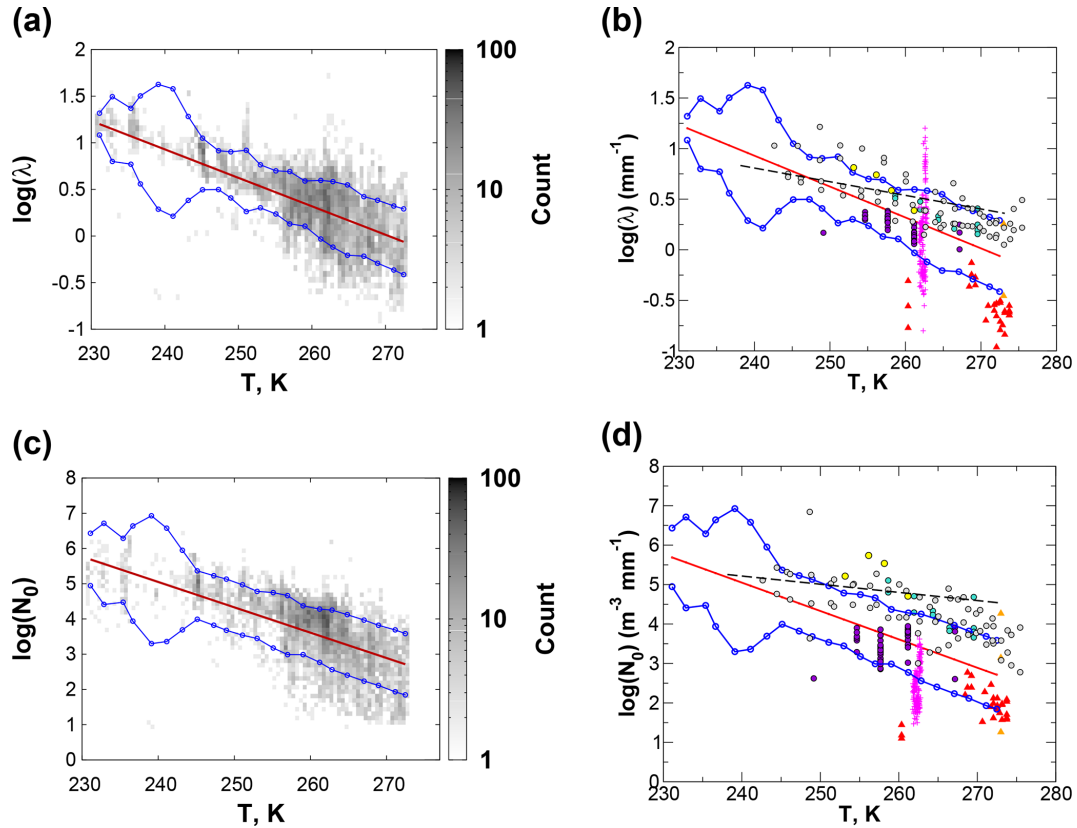 (a)
2
1.5
1
0.5
0
-0.5
-1
230 240 250 260 270
log(λ)
T, K
100
10
1
Count
(b)
2
1.5
1
0.5
0
-0.5
-1
230 240 250 260 270 280
log(λ) (mm⁻¹)
T, K
(c)
8
7
6
5
4
3
2
1
0
230 240 250 260 270
log(N₀)
T, K
100
10
1
Count
(d)
8
7
6
5
4
3
2
1
0
230 240 250 260 270 280
log(N₀) (m⁻³ mm⁻¹)
T, K